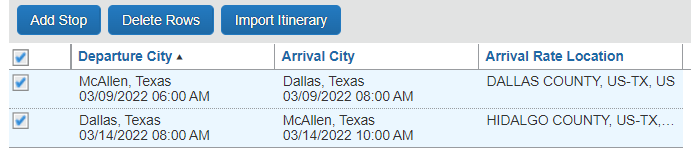 Add Stop Delete Rows Import Itinerary
Departure City Arrival City Arrival Rate Location
McAllen, Texas Dallas, Texas DALLAS COUNTY, US-TX, US
03/09/2022 06:00 AM 03/09/2022 08:00 AM
Dallas, Texas McAllen, Texas HIDALGO COUNTY, US-TX,...
03/14/2022 08:00 AM 03/14/2022 10:00 AM